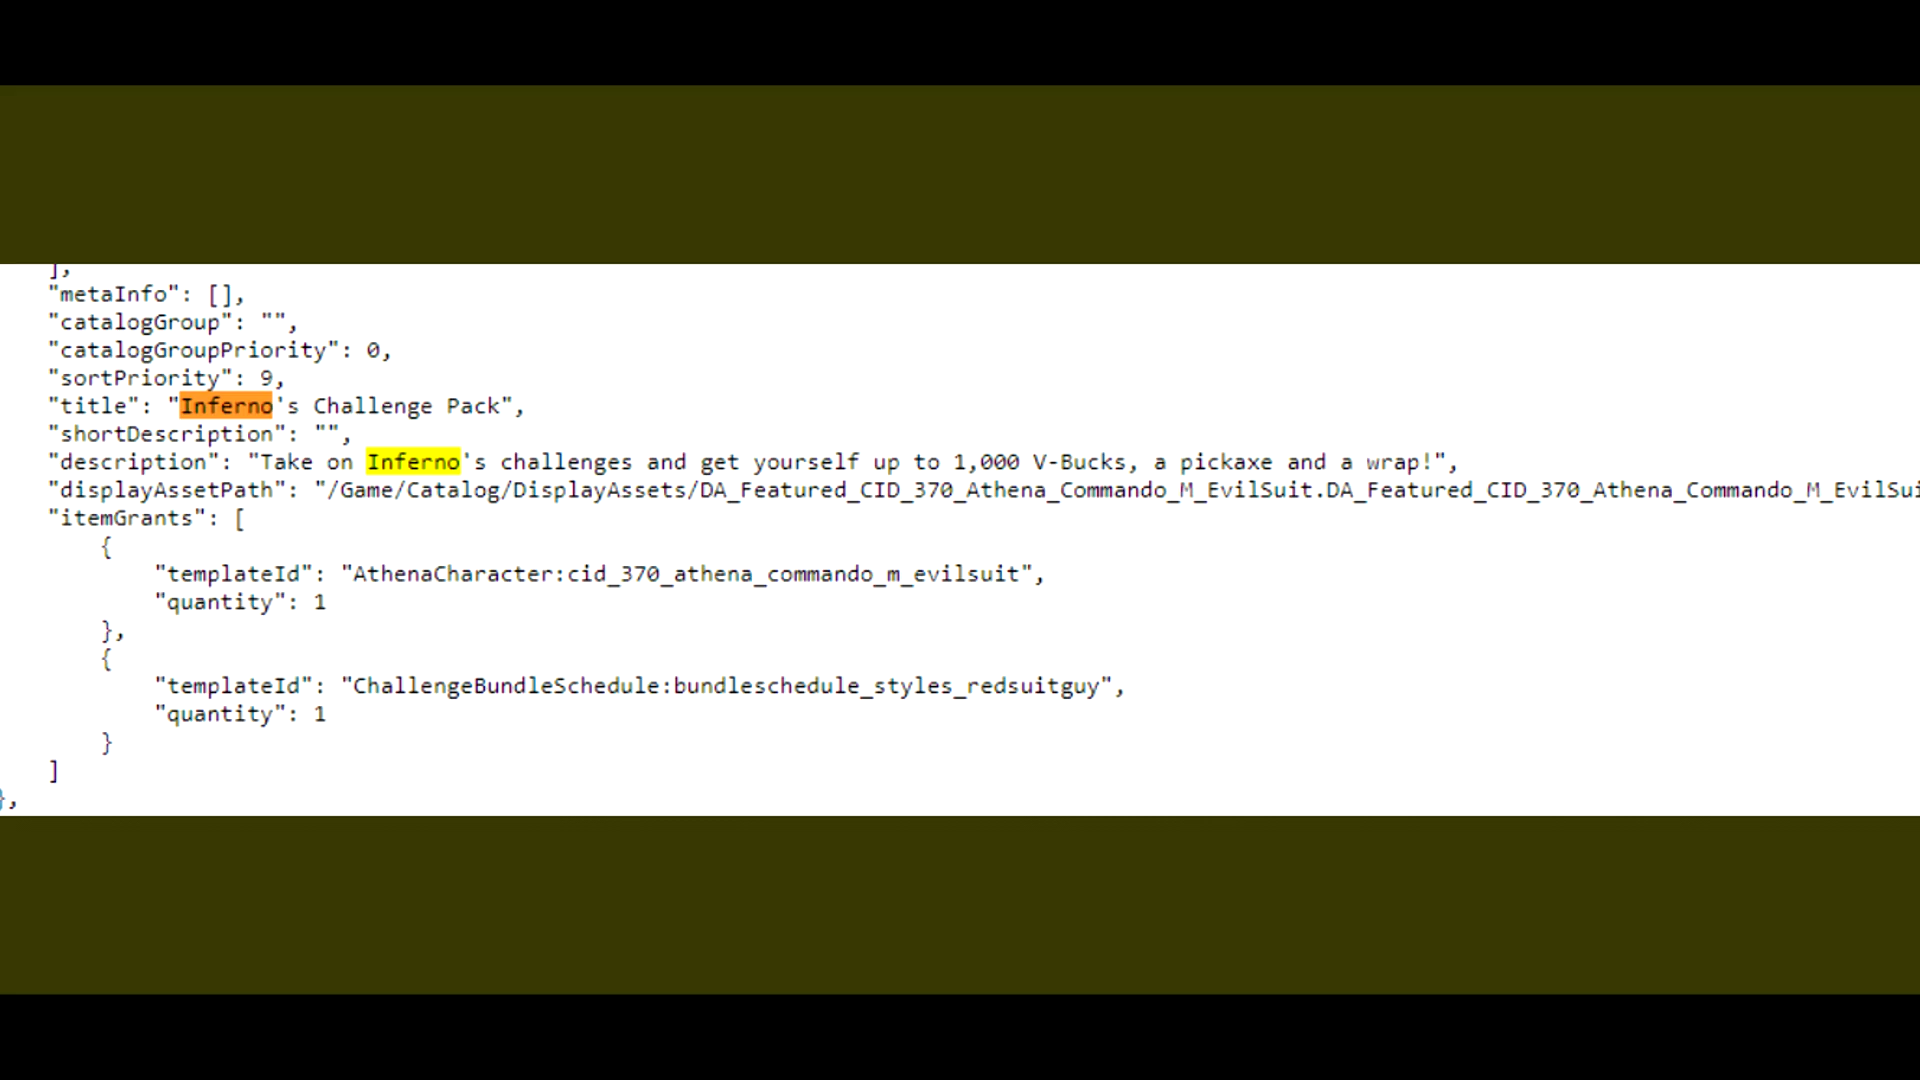 ],
"metaInfo": [],
"catalogGroup": "",
"catalogGroupPriority": 0,
"sortPriority": 9,
"title": "Inferno's Challenge Pack",
"shortDescription": "",
"description": "Take on Inferno's challenges and get yourself up to 1,000 V-Bucks, a pickaxe and a wrap!",
"displayAssetPath": "/Game/Catalog/DisplayAssets/DA_Featured_CID_370_Athena_Commando_M_EvilSuit.DA_Featured_CID_370_Athena_Commando_M_EvilSui
"itemGrants": [
{
"templateId": "AthenaCharacter:cid_370_athena_commando_m_evilsuit",
"quantity": 1
},
{
"templateId": "ChallengeBundleSchedule:bundleschedule_styles_redsuitguy",
"quantity": 1
}
]
},